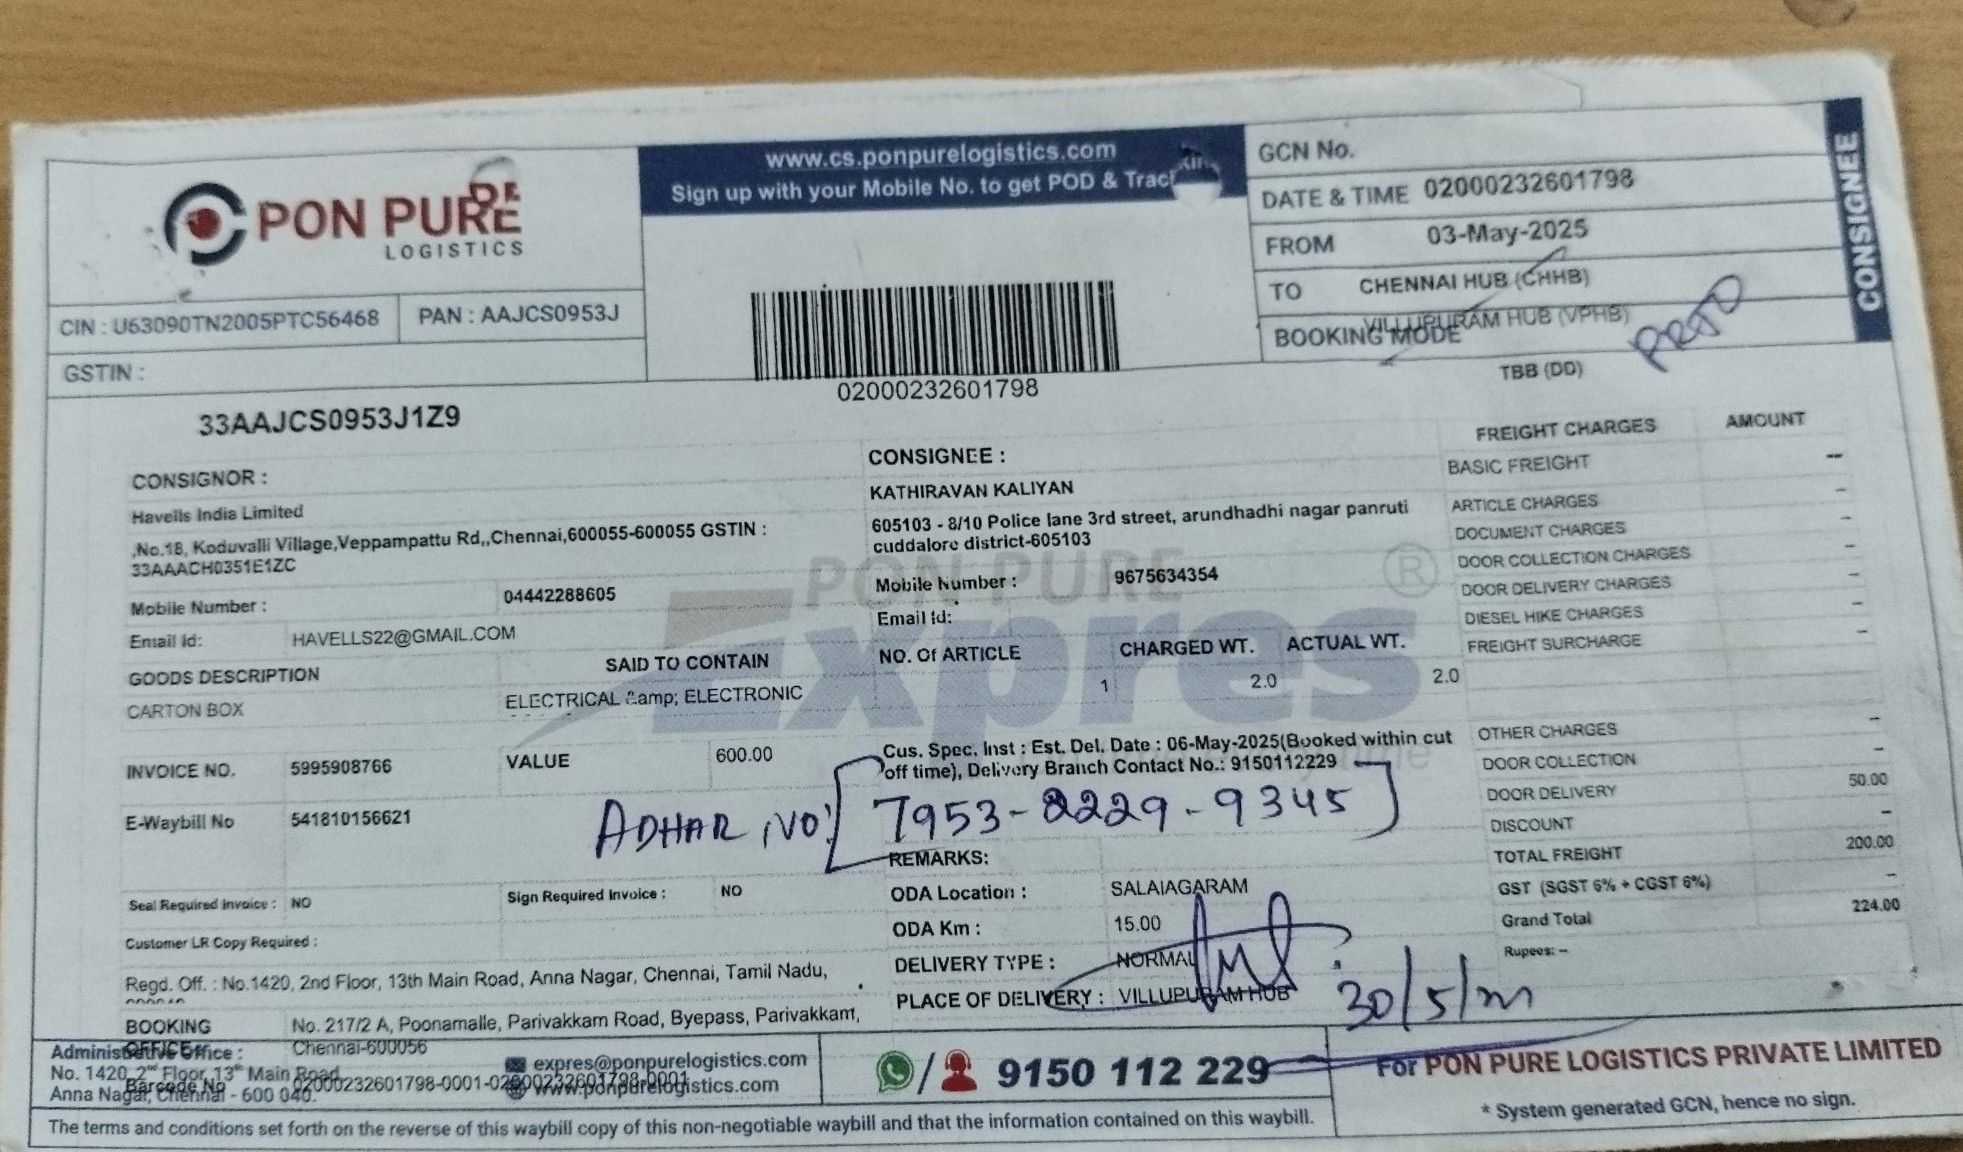 PON PURE
LOGISTICS
CIN : U63090TN2005PTC56468
PAN : AAJCS0953J
GSTIN :
33AAJCS0953J1Z9
www.cs.ponpurelogistics.com
Sign up with your Mobile No. to get POD &
02000232601798
GCN No.
DATE & TIME 02000232601798
FROM 03-May-2025
TO CHENNAI HUB (CHHB)
VILLUPURAM HUB (VPHB)
BOOKING MODE
TBB (DD)
CONSIGNEE
CONSIGNOR :
Havells India Limited
,No.18, Koduvalli Village,Veppampattu Rd,,Chennai,600055-600055 GSTIN :
33AAACH0351E1ZC
Mobile Number : 04442288605
Email Id: HAVELLS22@GMAIL.COM
GOODS DESCRIPTION SAID TO CONTAIN
CARTON BOX ELECTRICAL &amp; ELECTRONIC
INVOICE NO. 5995908766 VALUE 600.00
E-Waybill No 541810156621
Seal Required Invoice : NO Sign Required Invoice : NO
Customer LR Copy Required :
Regd. Off. : No.1420, 2nd Floor, 13th Main Road, Anna Nagar, Chennai, Tamil Nadu,
BOOKING OFFICE: No. 217/2 A, Poonamalle, Parivakkam Road, Byepass, Parivakkam,
Chennai-600056
Barcode No 02000232601798-0001-02000232601798-0001
CONSIGNEE :
KATHIRAVAN KALIYAN
605103 - 8/10 Police lane 3rd street, arundhadhi nagar panruti
cuddalore district-605103
Mobile Number : 9675634354
Email Id:
NO. Of ARTICLE CHARGED WT. ACTUAL WT.
1 2.0 2.0
PON PURE
Expres
®
Cus. Spec. Inst : Est. Del. Date : 06-May-2025(Booked within cut
off time), Delivery Branch Contact No.: 9150112229
ADHAR NO: 7953-2229-9345
REMARKS:
ODA Location : SALAIAGARAM
ODA Km : 15.00
DELIVERY TYPE : NORMAL
PLACE OF DELIVERY : VILLUPURAM HUB
FREIGHT CHARGES AMOUNT
BASIC FREIGHT --
ARTICLE CHARGES -
DOCUMENT CHARGES -
DOOR COLLECTION CHARGES -
DOOR DELIVERY CHARGES -
DIESEL HIKE CHARGES -
FREIGHT SURCHARGE -
OTHER CHARGES -
DOOR COLLECTION -
DOOR DELIVERY 50.00
DISCOUNT -
TOTAL FREIGHT 200.00
GST (SGST 6% + CGST 6%) -
Grand Total 224.00
Rupees: --
Administrative Office :
No. 1420, 2nd Floor, 13th Main Road
Anna Nagar, Chennai - 600 040.
expres@ponpurelogistics.com
www.ponpurelogistics.com
/ 9150 112 229
For PON PURE LOGISTICS PRIVATE LIMITED
* System generated GCN, hence no sign.
The terms and conditions set forth on the reverse of this waybill copy of this non-negotiable waybill and that the information contained on this waybill.